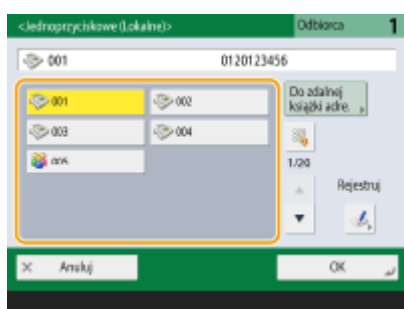 <Jednoprzyciskowe (Lokalne)> Odbiorca 1
001 0120123456
001 002
003 004
005
Do zdalnej
książki adre.
1/20
Rejestruj
× Anuluj OK